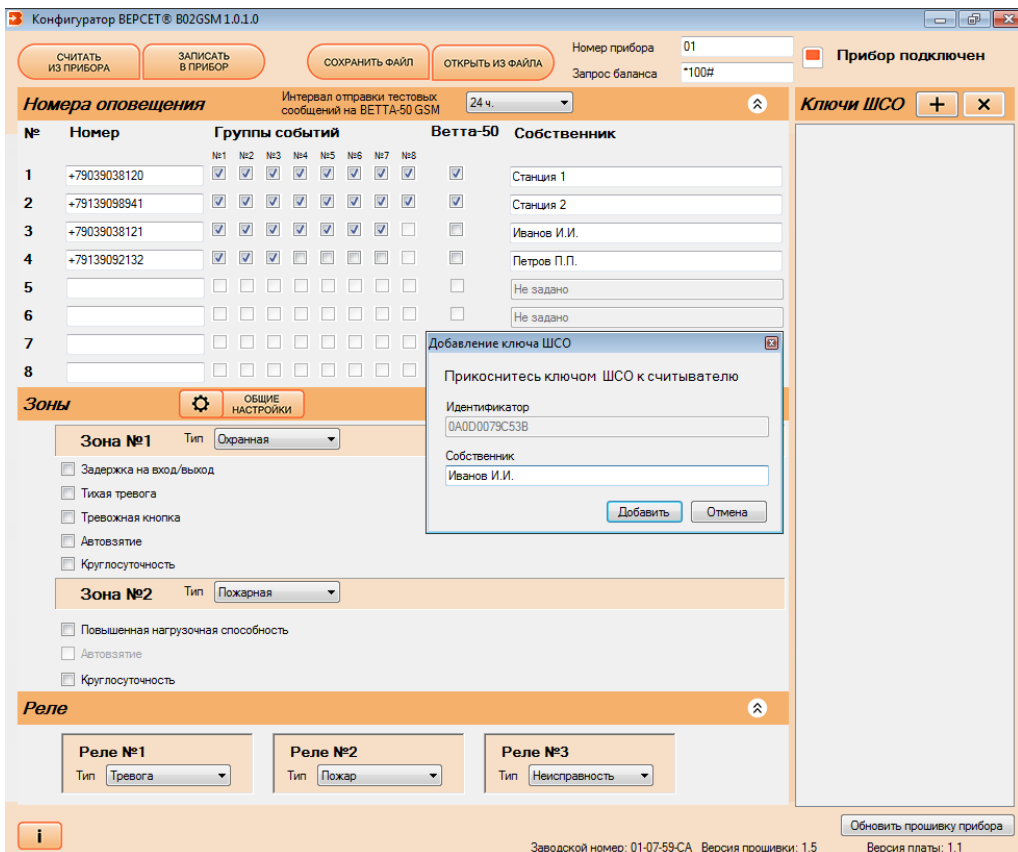 Конфигуратор ВЕРСЕТ® В02GSM 1.0.1.0
СЧИТАТЬ
ИЗ ПРИБОРА
ЗАПИСАТЬ
В ПРИБОР
СОХРАНИТЬ ФАЙЛ
ОТКРЫТЬ ИЗ ФАЙЛА
Номер прибора 01
Запрос баланса *100#
Прибор подключен
Номера оповещения
Интервал отправки тестовых
сообщений на ВЕТТА-50 GSM
24 ч.
Ключи ШСО
№ Номер Группы событий Ветта-50 Собственник
№1 №2 №3 №4 №5 №6 №7 №8
1 +79039038120 Станция 1
2 +79139098941 Станция 2
3 +79039038121 Иванов И.И.
4 +79139092132 Петров П.П.
5 Не задано
6 Не задано
7
8
Добавление ключа ШСО
Прикоснитесь ключом ШСО к считывателю
Идентификатор
0A0D0079C53B
Собственник
Иванов И.И.
Добавить Отмена
Зоны
ОБЩИЕ
НАСТРОЙКИ
Зона №1 Тип Охранная
Задержка на вход/выход
Тихая тревога
Тревожная кнопка
Автовзятие
Круглосуточность
Зона №2 Тип Пожарная
Повышенная нагрузочная способность
Автовзятие
Круглосуточность
Реле
Реле №1
Тип Тревога
Реле №2
Тип Пожар
Реле №3
Тип Неисправность
i
Обновить прошивку прибора
Заводской номер: 01-07-59-CA Версия прошивки: 1.5 Версия платы: 1.1